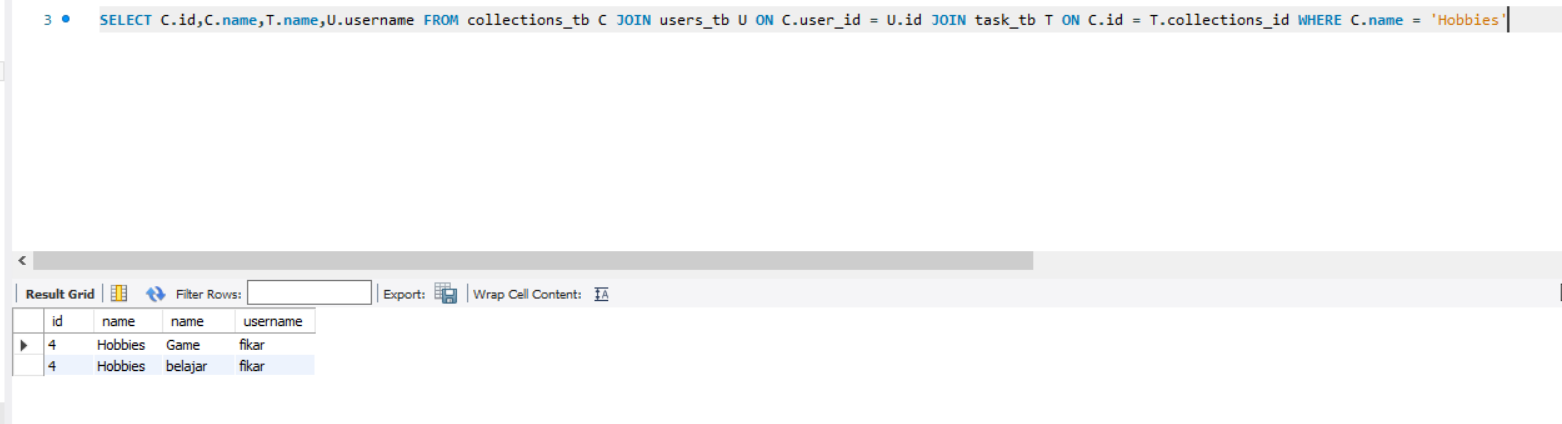 3 SELECT C.id,C.name,T.name,U.username FROM collections_tb C JOIN users_tb U ON C.user_id = U.id JOIN task_tb T ON C.id = T.collections_id WHERE C.name = 'Hobbies'
Result Grid Filter Rows: Export: Wrap Cell Content: IA
id name name username
4 Hobbies Game fikar
4 Hobbies belajar fikar